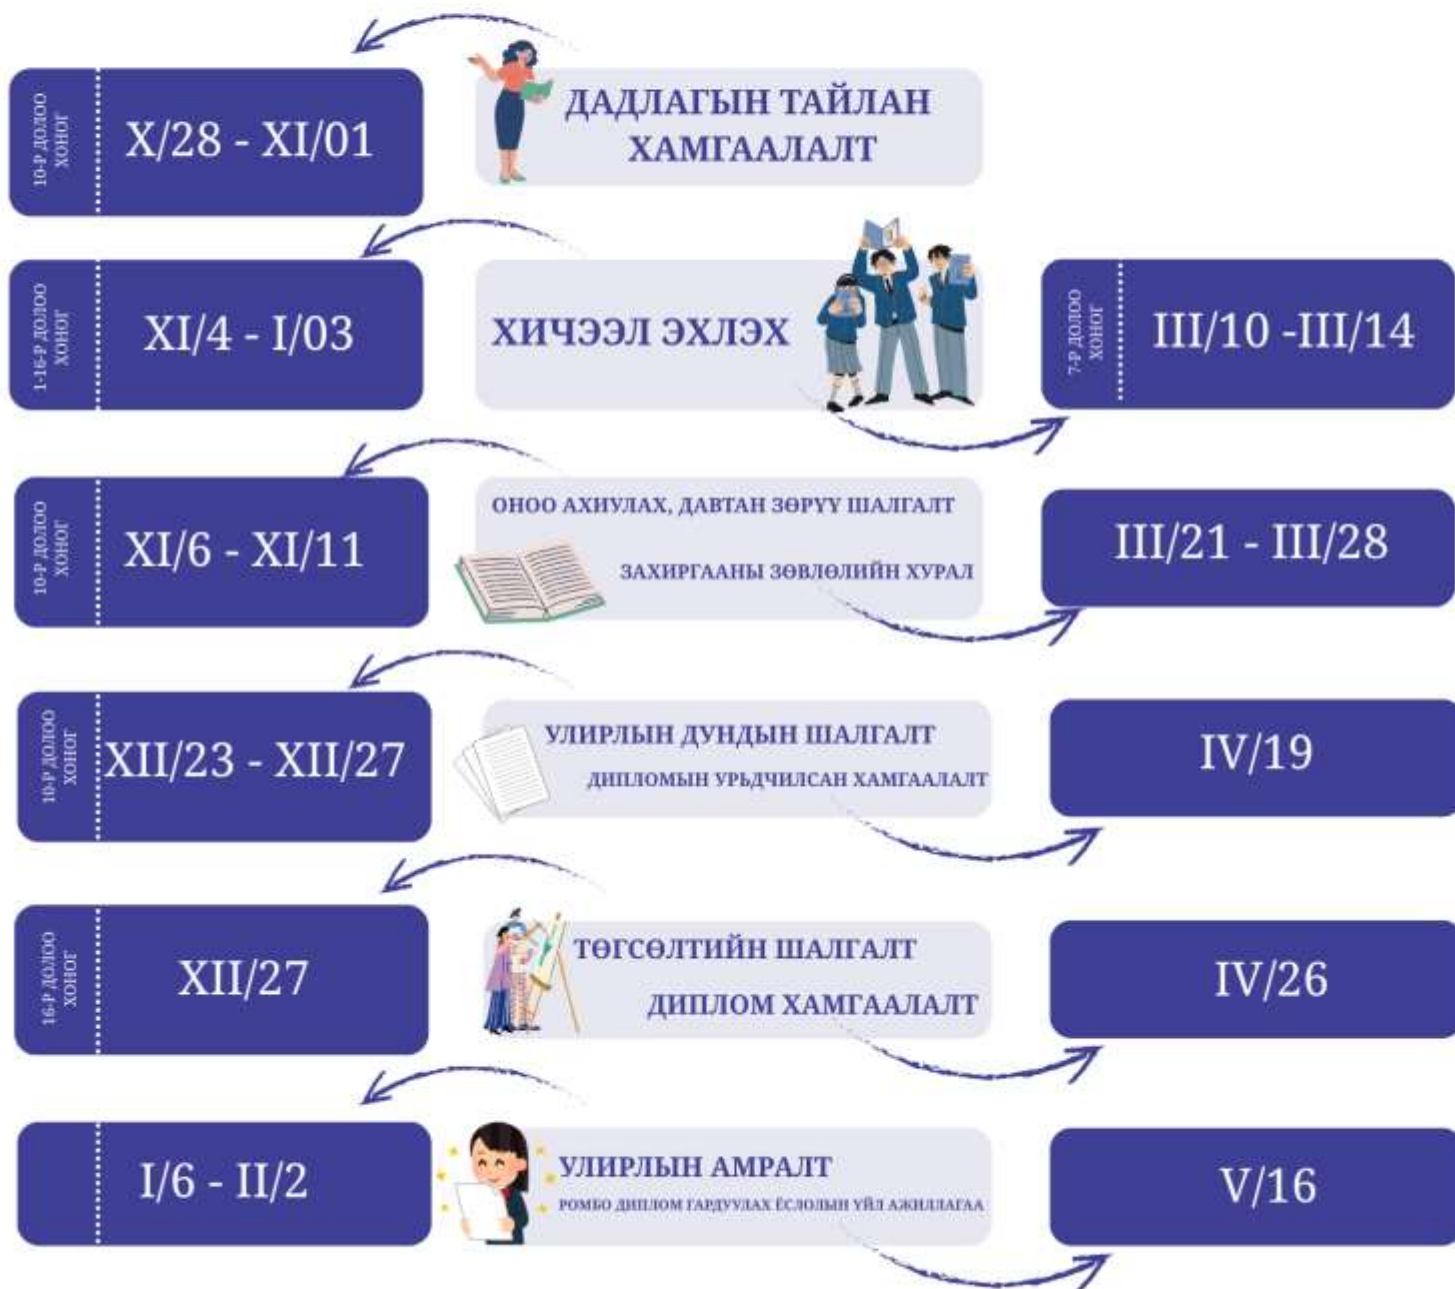 10-Р ДОЛОО
ХОНОГ
X/28 - XI/01
ДАДЛАГЫН ТАЙЛАН
ХАМГААЛАЛТ
1-16-Р ДОЛОО
ХОНОГ
XI/4 - I/03
ХИЧЭЭЛ ЭХЛЭХ
7-Р ДОЛОО
ХОНОГ
III/10 -III/14
10-Р ДОЛОО
ХОНОГ
XI/6 - XI/11
ОНОО АХИУЛАХ, ДАВТАН ЗӨРҮҮ ШАЛГАЛТ
ЗАХИРГААНЫ ЗӨВЛӨЛИЙН ХУРАЛ
III/21 - III/28
10-Р ДОЛОО
ХОНОГ
XII/23 - XII/27
УЛИРЛЫН ДУНДЫН ШАЛГАЛТ
ДИПЛОМЫН УРЬДЧИЛСАН ХАМГААЛАЛТ
IV/19
16-Р ДОЛОО
ХОНОГ
XII/27
ТӨГСӨЛТИЙН ШАЛГАЛТ
ДИПЛОМ ХАМГААЛАЛТ
IV/26
I/6 - II/2
УЛИРЛЫН АМРАЛТ
РОМБО ДИПЛОМ ГАРДУУЛАХ ЁСЛОЛЫН ҮЙЛ АЖИЛЛАГАА
V/16